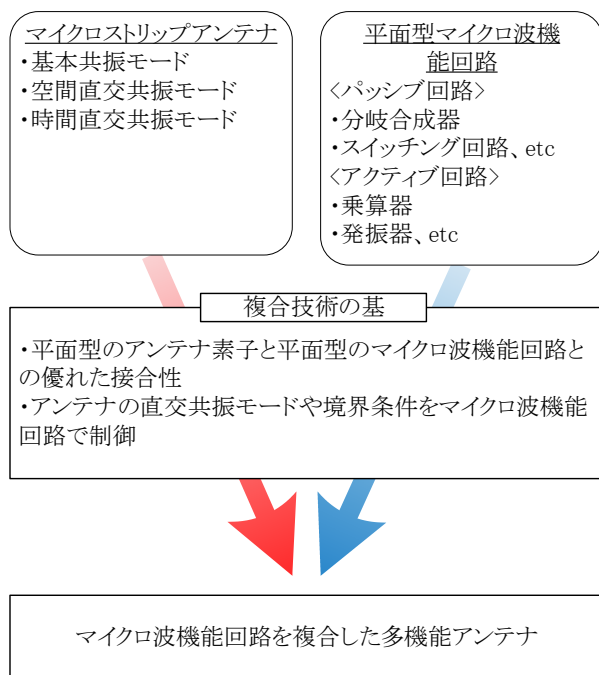 マイクロストリップアンテナ
・基本共振モード
・空間直交共振モード
・時間直交共振モード
平面型マイクロ波機
能回路
〈パッシブ回路〉
・分岐合成器
・スイッチング回路、etc
〈アクティブ回路〉
・乗算器
・発振器、etc
複合技術の基
・平面型のアンテナ素子と平面型のマイクロ波機能回路と
の優れた接合性
・アンテナの直交共振モードや境界条件をマイクロ波機能
回路で制御
マイクロ波機能回路を複合した多機能アンテナ